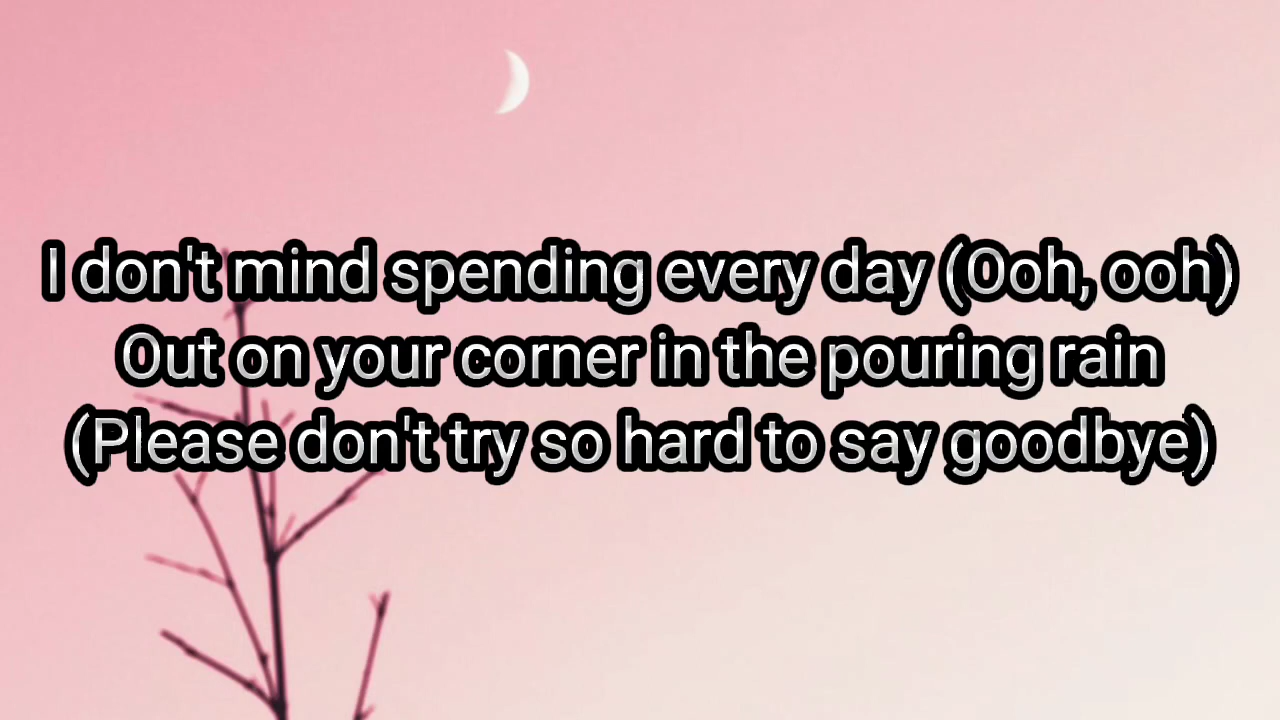 I don't mind spending every day (Ooh, ooh)
Out on your corner in the pouring rain
(Please don't try so hard to say goodbye)